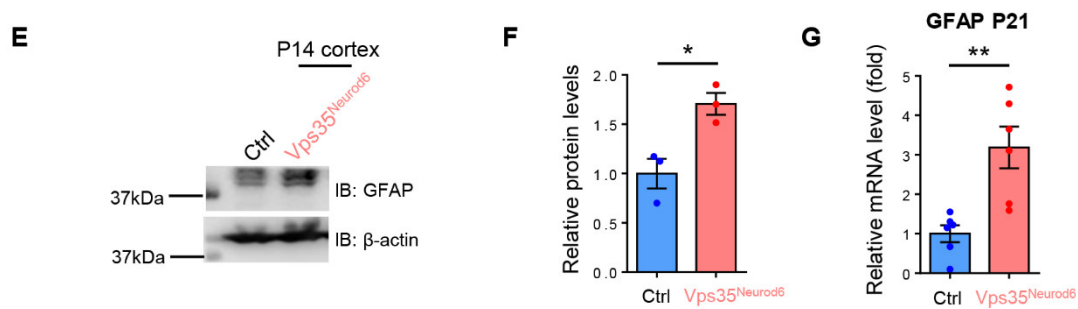 E
P14 cortex
Ctrl
Vps35Neurod6
37kDa
IB: GFAP
37kDa
IB: β-actin
F
*
Relative protein levels
2.0
1.5
1.0
0.5
0.0
Ctrl
Vps35Neurod6
G
GFAP P21
**
Relative mRNA level (fold)
5
4
3
2
1
0
Ctrl
Vps35Neurod6